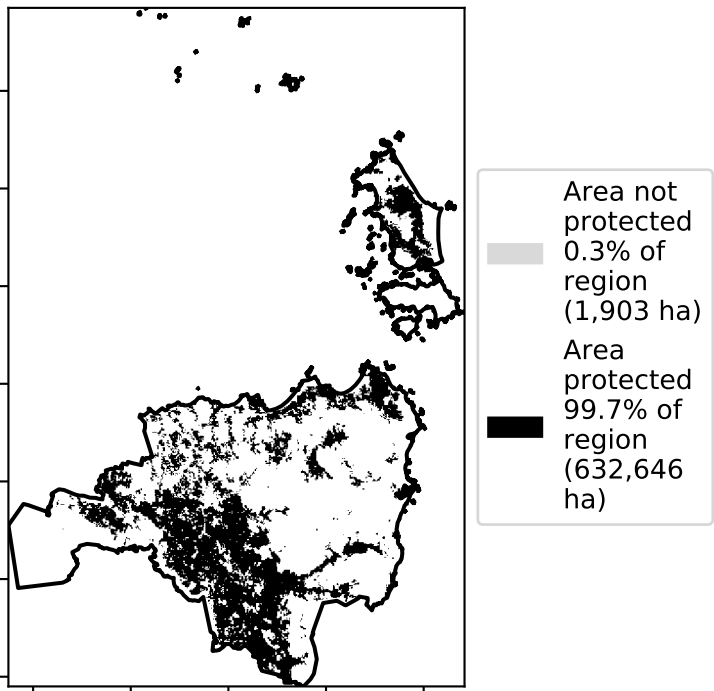 Area not
protected
0.3% of
region
(1,903 ha)
Area
protected
99.7% of
region
(632,646
ha)